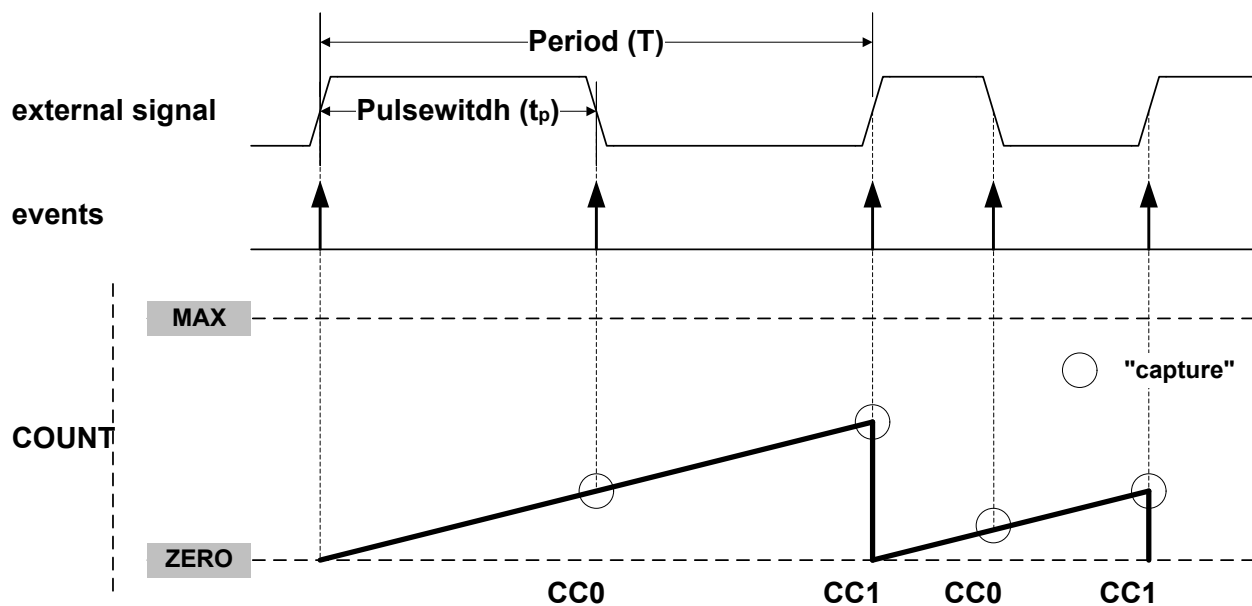 Period (T)
external signal
Pulsewitdh (tp)
events
MAX
"capture"
COUNT
ZERO
CC0 CC1 CC0 CC1